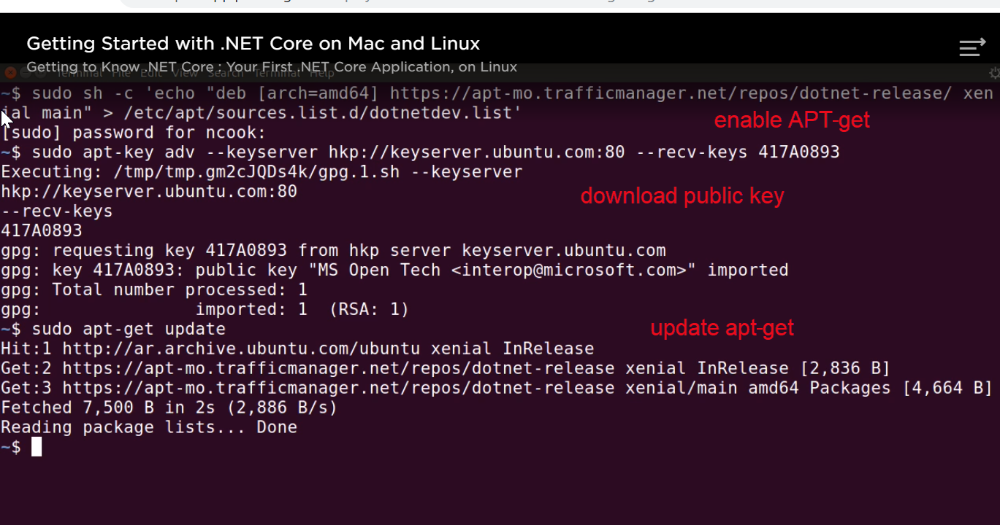 Getting Started with .NET Core on Mac and Linux
Getting to Know .NET Core : Your First .NET Core Application, on Linux
Terminal File Edit View Search Terminal Help
~$ sudo sh -c 'echo "deb [arch=amd64] https://apt-mo.trafficmanager.net/repos/dotnet-release/ xen
ial main" > /etc/apt/sources.list.d/dotnetdev.list'
enable APT-get
[sudo] password for ncook:
~$ sudo apt-key adv --keyserver hkp://keyserver.ubuntu.com:80 --recv-keys 417A0893
Executing: /tmp/tmp.gm2cJQDs4k/gpg.1.sh --keyserver
hkp://keyserver.ubuntu.com:80
download public key
--recv-keys
417A0893
gpg: requesting key 417A0893 from hkp server keyserver.ubuntu.com
gpg: key 417A0893: public key "MS Open Tech <interop@microsoft.com>" imported
gpg: Total number processed: 1
gpg:               imported: 1  (RSA: 1)
~$ sudo apt-get update
update apt-get
Hit:1 http://ar.archive.ubuntu.com/ubuntu xenial InRelease
Get:2 https://apt-mo.trafficmanager.net/repos/dotnet-release xenial InRelease [2,836 B]
Get:3 https://apt-mo.trafficmanager.net/repos/dotnet-release xenial/main amd64 Packages [4,664 B]
Fetched 7,500 B in 2s (2,886 B/s)
Reading package lists... Done
~$